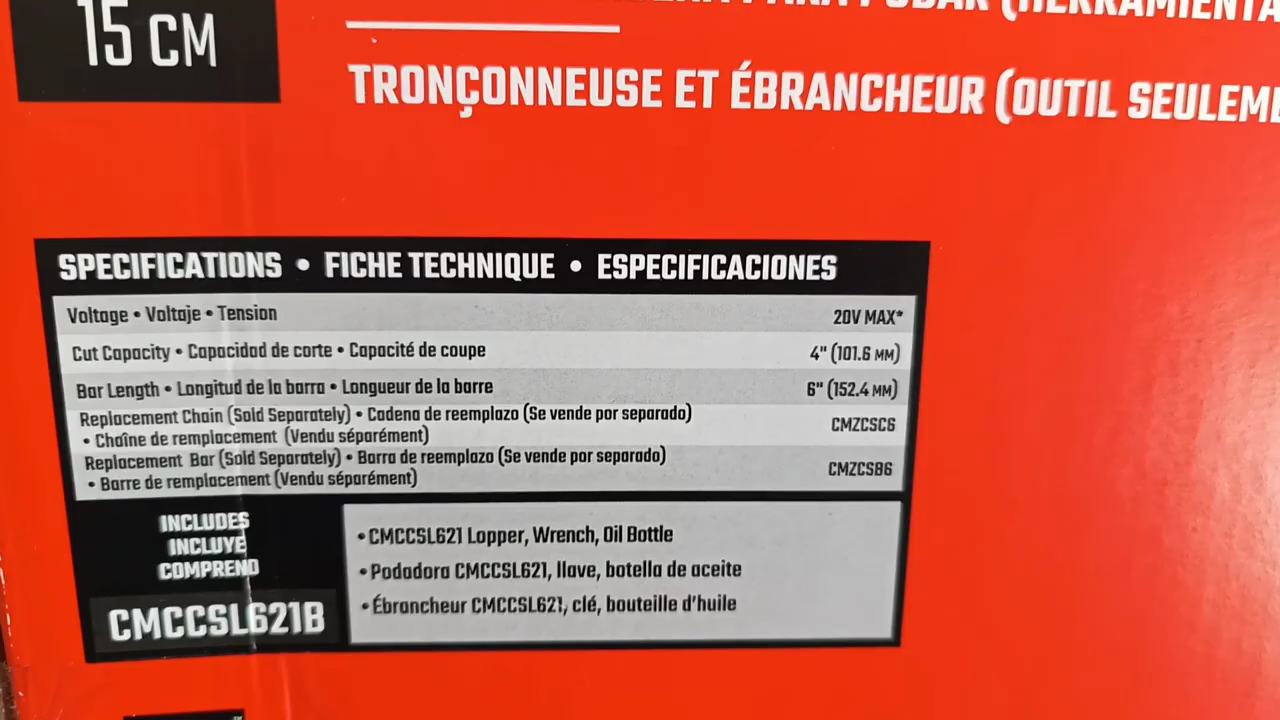 15 CM
PARA PODAR (HERRAMIENTA
TRONÇONNEUSE ET ÉBRANCHEUR (OUTIL SEULEME
SPECIFICATIONS • FICHE TECHNIQUE • ESPECIFICACIONES
Voltage • Voltaje • Tension 20V MAX*
Cut Capacity • Capacidad de corte • Capacité de coupe 4" (101.6 MM)
Bar Length • Longitud de la barra • Longueur de la barre 6" (152.4 MM)
Replacement Chain (Sold Separately) • Cadena de reemplazo (Se vende por separado)
• Chaîne de remplacement (Vendu séparément) CMZCSC6
Replacement Bar (Sold Separately) • Barra de reemplazo (Se vende por separado)
• Barre de remplacement (Vendu séparément) CMZCSB6
INCLUDES
INCLUYE
COMPREND
CMCCSL621B
• CMCCSL621 Lopper, Wrench, Oil Bottle
• Podadora CMCCSL621, llave, botella de aceite
• Ébrancheur CMCCSL621, clé, bouteille d'huile